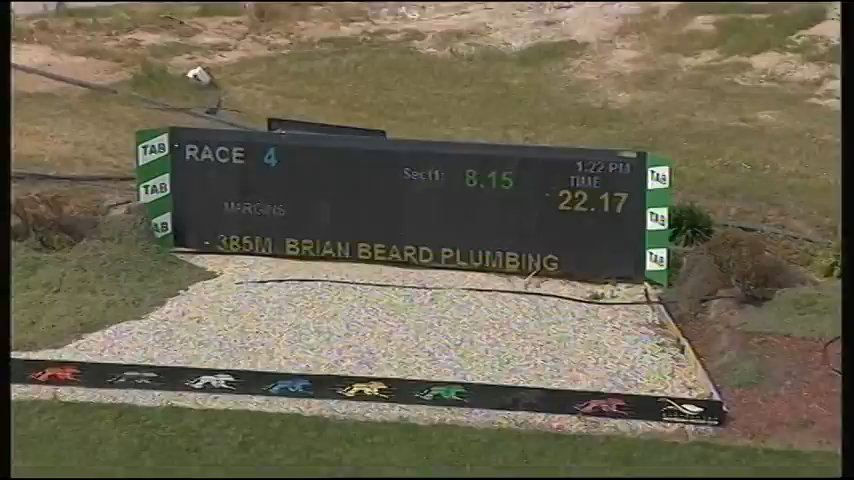 TAB
TAB
TAB
RACE 4
Sect1: 8.15
1:22 PM
TIME
22.17
MARGINS
- 385M BRIAN BEARD PLUMBING
TAB
TAB
TAB